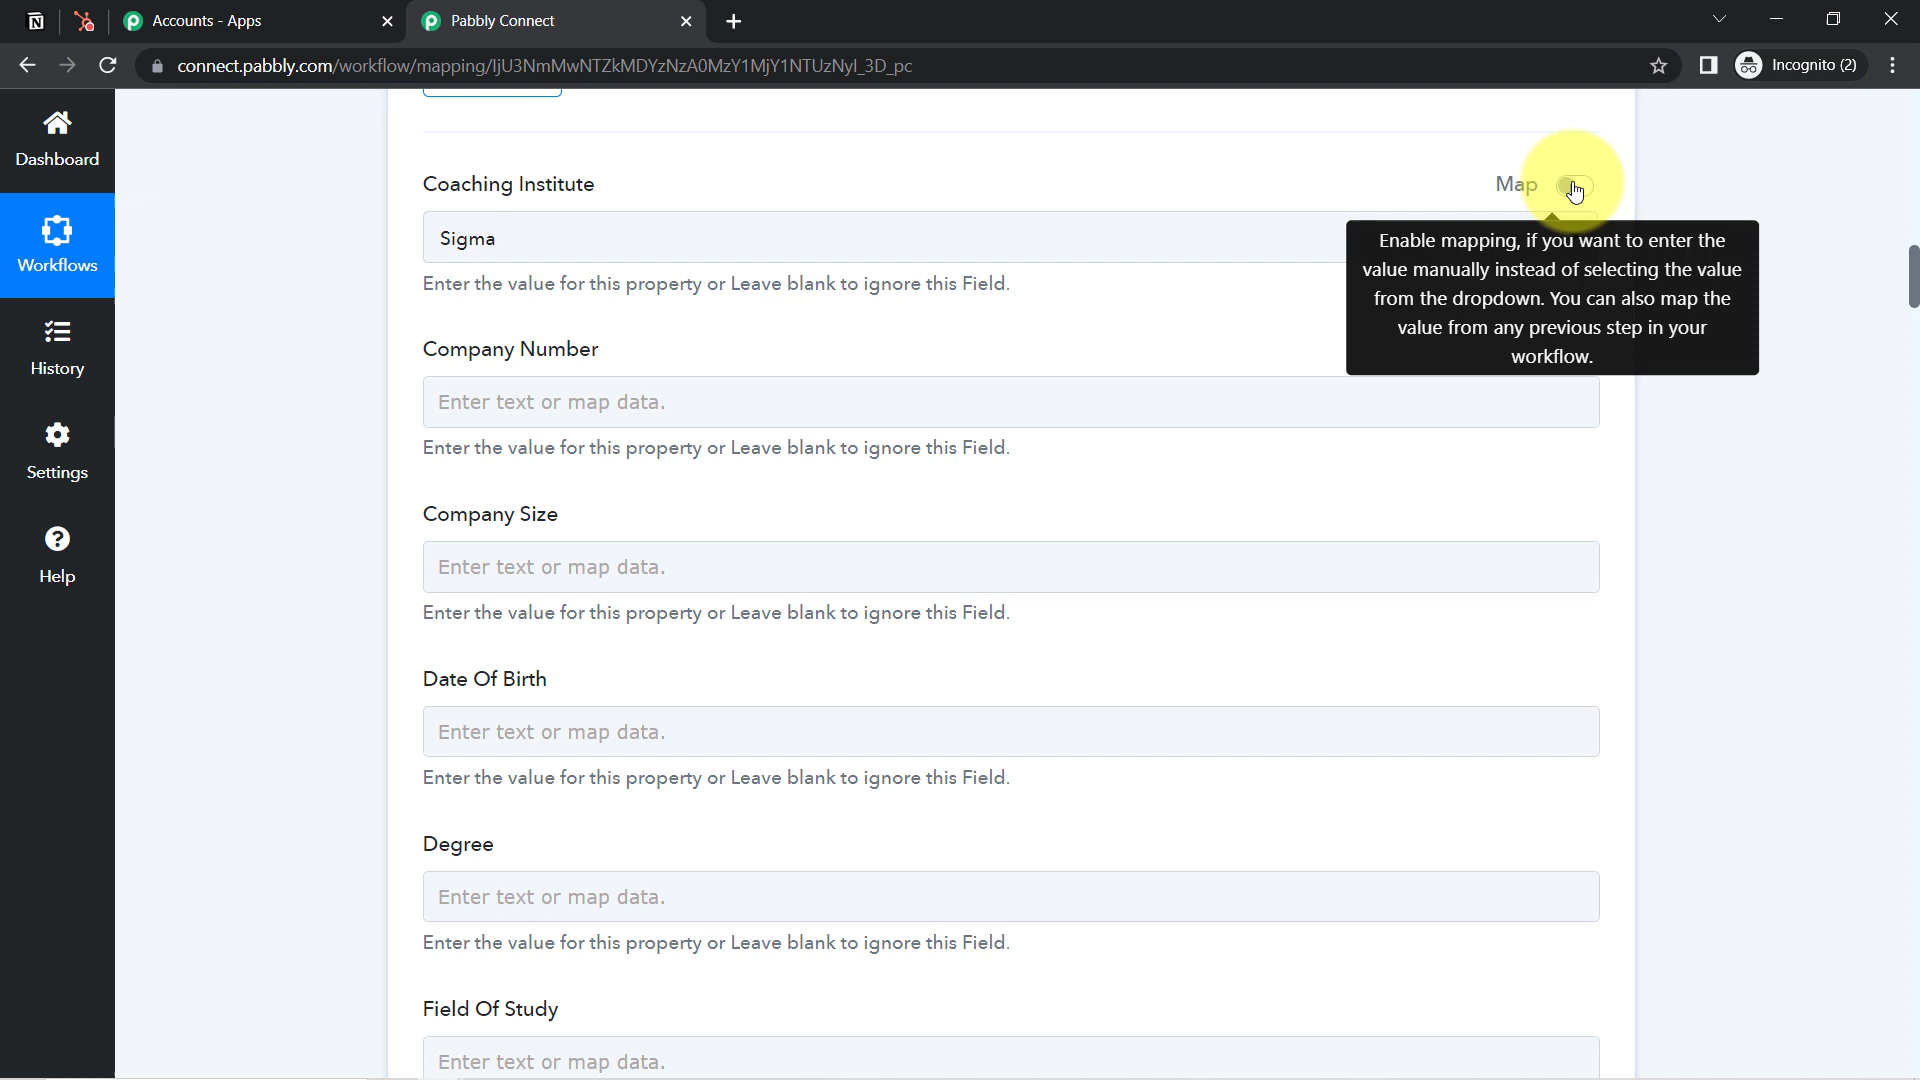 Accounts - Apps
Pabbly Connect
connect.pabbly.com/workflow/mapping/IjU3NmMwNTZkMDYzNzA0MzY1MjY1NTUzNyI_3D_pc
Incognito (2)
Dashboard
Workflows
History
Settings
Help
Coaching Institute
Map
Sigma
Enter the value for this property or Leave blank to ignore this Field.
Enable mapping, if you want to enter the
value manually instead of selecting the value
from the dropdown. You can also map the
value from any previous step in your
workflow.
Company Number
Enter text or map data.
Enter the value for this property or Leave blank to ignore this Field.
Company Size
Enter text or map data.
Enter the value for this property or Leave blank to ignore this Field.
Date Of Birth
Enter text or map data.
Enter the value for this property or Leave blank to ignore this Field.
Degree
Enter text or map data.
Enter the value for this property or Leave blank to ignore this Field.
Field Of Study
Enter text or map data.